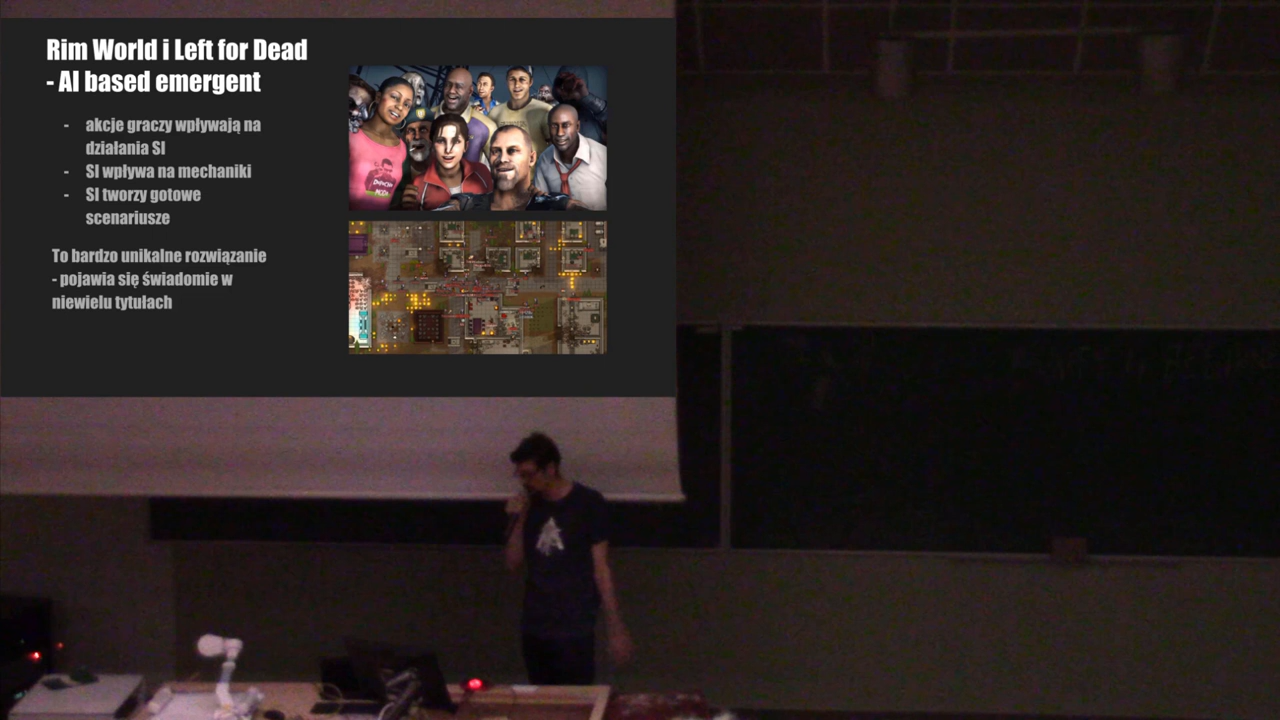 Rim World i Left for Dead
- AI based emergent
- akcje graczy wpływają na
działania SI
- SI wpływa na mechaniki
- SI tworzy gotowe
scenariusze
To bardzo unikalne rozwiązanie
- pojawia się świadomie w
niewielu tytułach